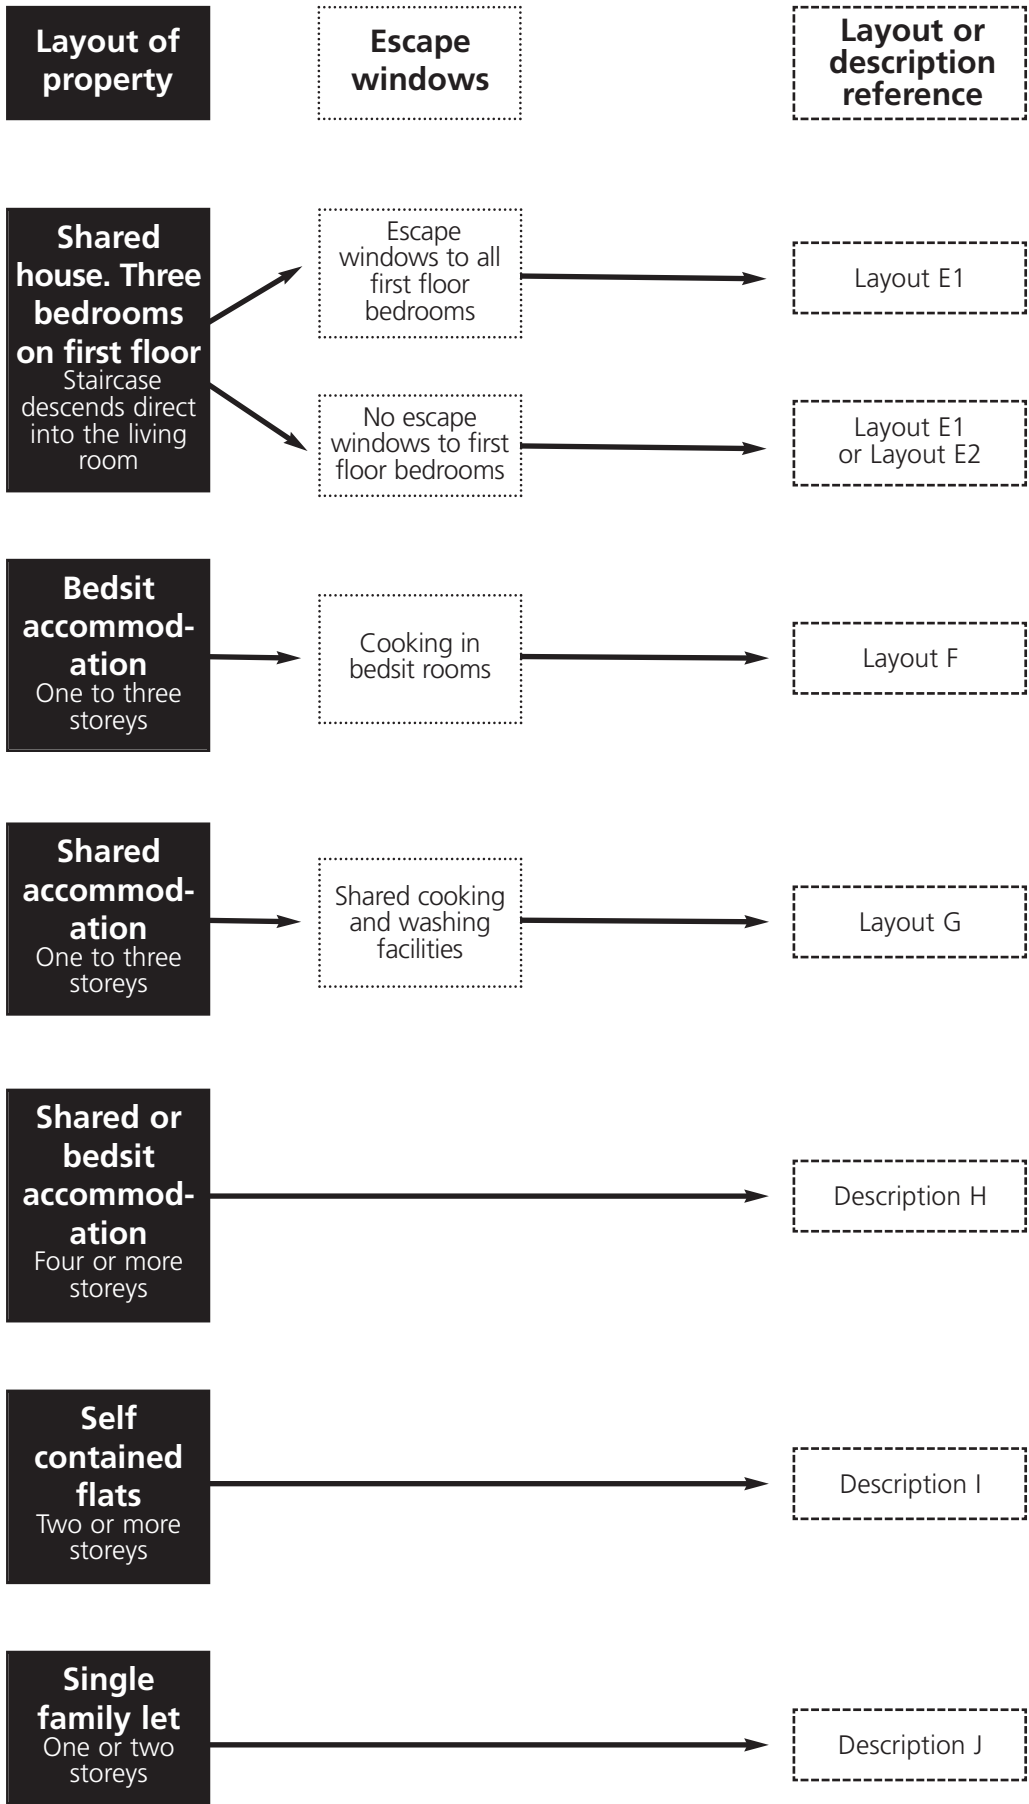 Layout of
property
Escape
windows
Layout or
description
reference
Shared
house. Three
bedrooms
on first floor
Staircase
descends direct
into the living
room
Escape
windows to all
first floor
bedrooms
Layout E1
No escape
windows to first
floor bedrooms
Layout E1
or Layout E2
Bedsit
accommod-
ation
One to three
storeys
Cooking in
bedsit rooms
Layout F
Shared
accommod-
ation
One to three
storeys
Shared cooking
and washing
facilities
Layout G
Shared or
bedsit
accommod-
ation
Four or more
storeys
Description H
Self
contained
flats
Two or more
storeys
Description I
Single
family let
One or two
storeys
Description J